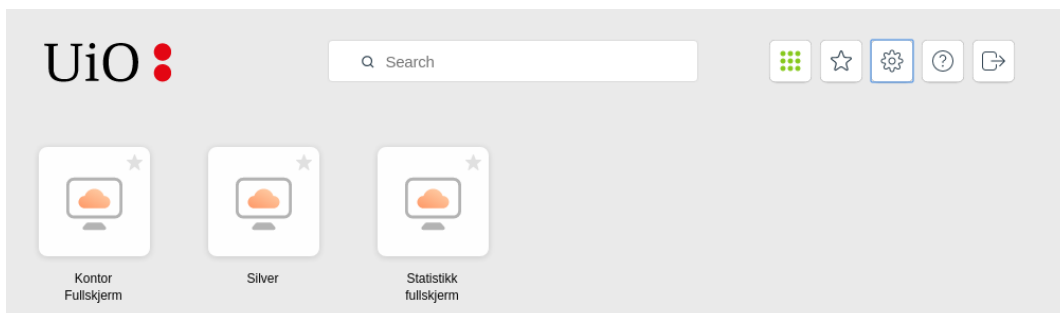 UiO
Search
Kontor
Fullskjerm
Silver
Statistikk
fullskjerm